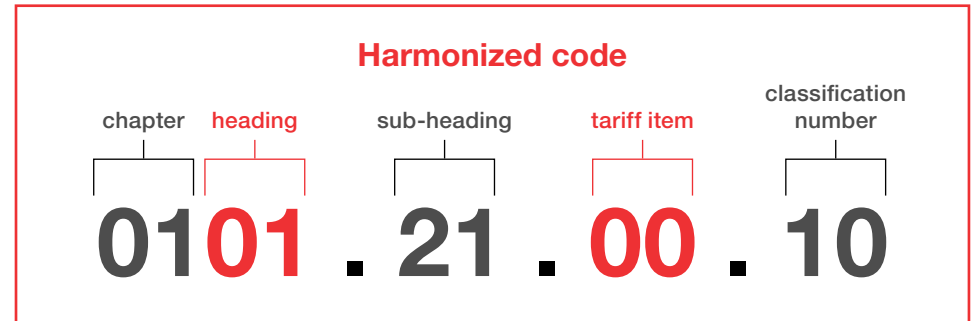 Harmonized code
chapter heading sub-heading tariff item classification number
0101 . 21 . 00 . 10